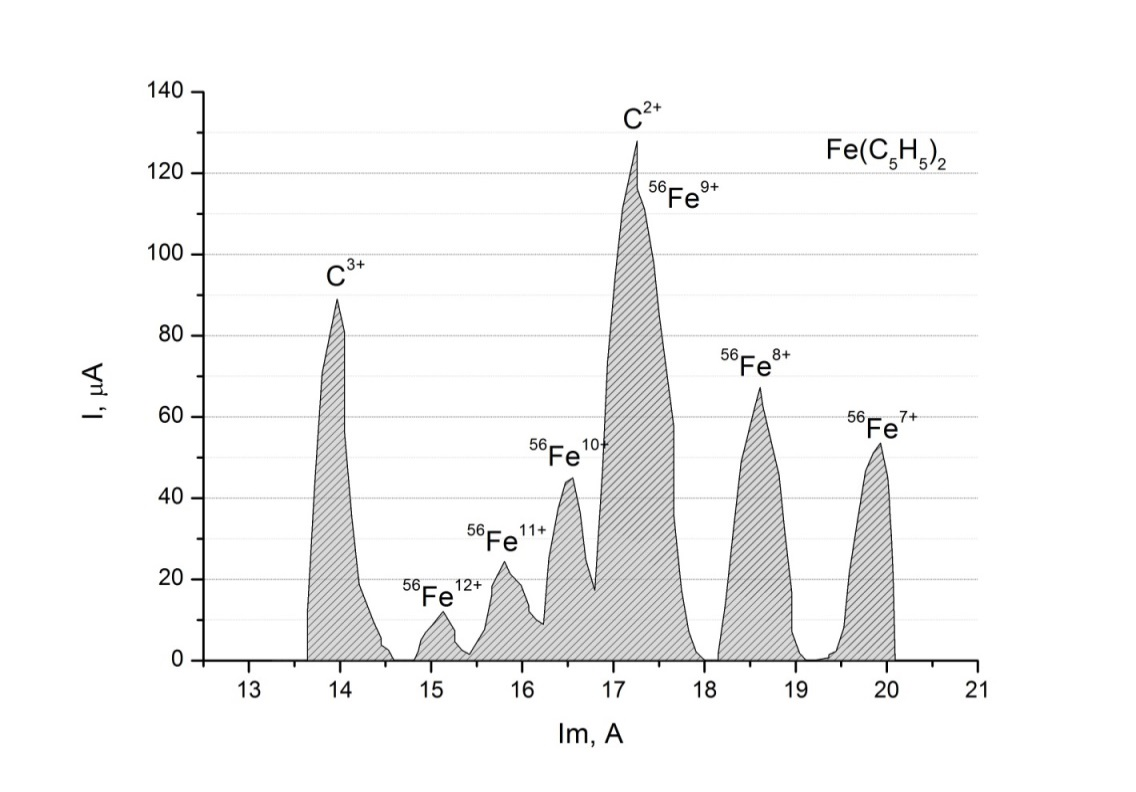 140
120
100
80
60
40
20
0
I, μA
C³⁺
⁵⁶Fe¹²⁺
⁵⁶Fe¹¹⁺
⁵⁶Fe¹⁰⁺
C²⁺
⁵⁶Fe⁹⁺
⁵⁶Fe⁸⁺
⁵⁶Fe⁷⁺
Fe(C₅H₅)₂
13 14 15 16 17 18 19 20 21
Im, A